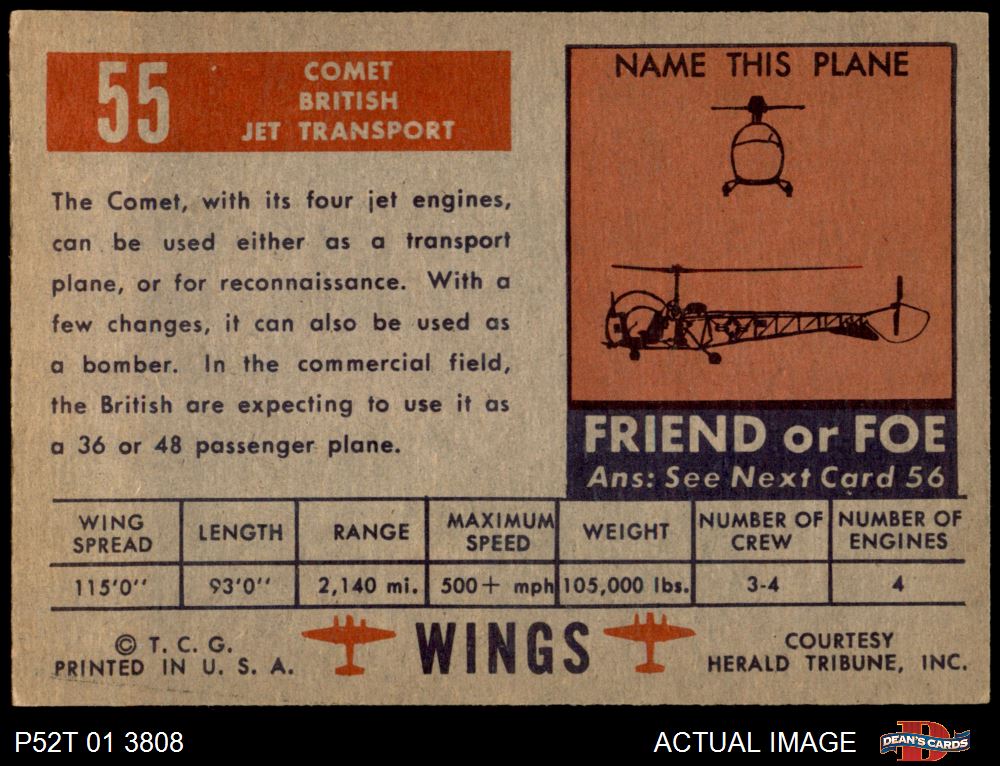 55
COMET
BRITISH
JET TRANSPORT
The Comet, with its four jet engines,
can be used either as a transport
plane, or for reconnaissance. With a
few changes, it can also be used as
a bomber. In the commercial field,
the British are expecting to use it as
a 36 or 48 passenger plane.
NAME THIS PLANE
FRIEND or FOE
Ans: See Next Card 56
WING SPREAD LENGTH RANGE MAXIMUM SPEED WEIGHT NUMBER OF CREW NUMBER OF ENGINES
115'0'' 93'0'' 2,140 mi. 500+ mph 105,000 lbs. 3-4 4
© T. C. G.
PRINTED IN U. S. A.
WINGS
COURTESY
HERALD TRIBUNE, INC.
P52T 01 3808
ACTUAL IMAGE
D
DEAN'S CARDS